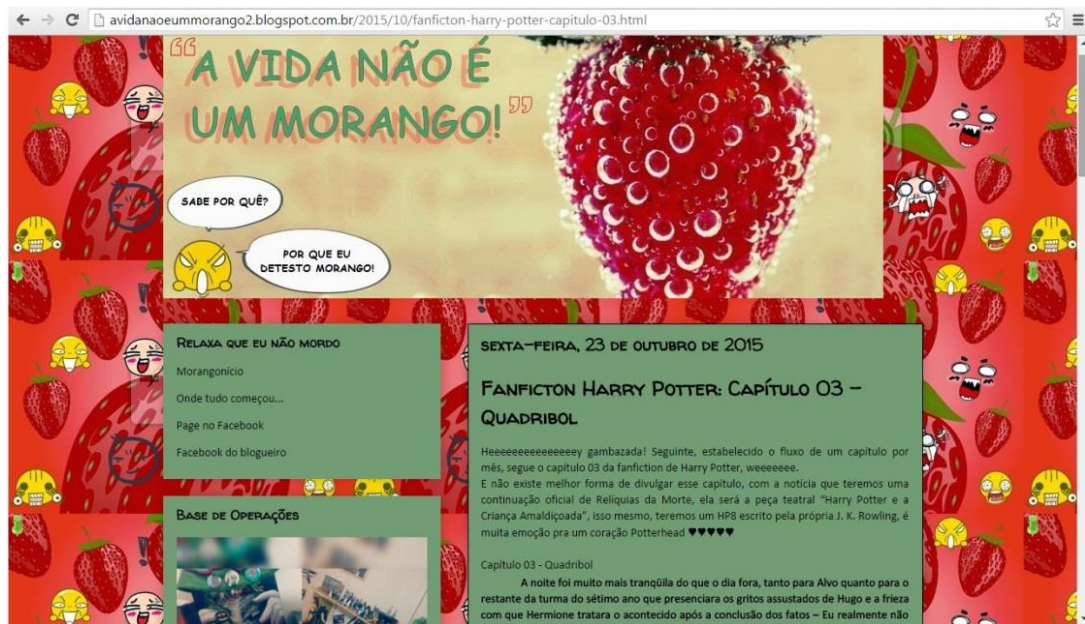 avidanaoeummorango2.blogspot.com.br/2015/10/fanficton-harry-potter-capitulo-03.html
“A VIDA NÃO É
UM MORANGO!”
SABE POR QUÊ?
POR QUE EU
DETESTO MORANGO!
Relaxa que eu não mordo
Morangonício
Onde tudo começou...
Page no Facebook
Facebook do blogueiro
Base de Operações
sexta-feira, 23 de outubro de 2015
Fanficton Harry Potter: Capítulo 03 –
Quadribol
Heeeeeeeeeeeeeeey gambazada! Seguinte, estabelecido o fluxo de um capítulo por
mês, segue o capítulo 03 da fanfiction de Harry Potter, weeeeeee.
E não existe melhor forma de divulgar esse capítulo, com a notícia que teremos uma
continuação oficial de Relíquias da Morte, ela será a peça teatral "Harry Potter e a
Criança Amaldiçoada", isso mesmo, teremos um HP8 escrito pela própria J. K. Rowling, é
muita emoção pra um coração Potterhead ♥♥♥♥♥
Capítulo 03 - Quadribol
A noite foi muito mais tranqüila do que o dia fora, tanto para Alvo quanto para o
restante da turma do sétimo ano que presenciara os gritos assustados de Hugo e a frieza
com que Hermione tratara o acontecido após a conclusão dos fatos – Eu realmente não